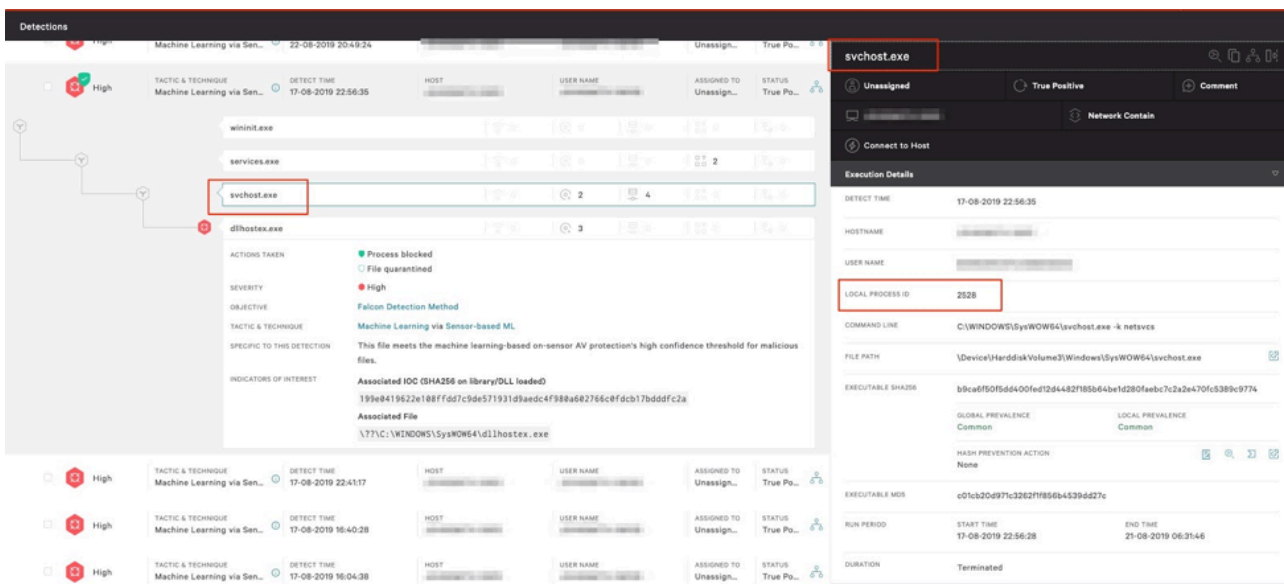 Detections
High
Machine Learning via Sen...
22-08-2019 20:49:24
Unassign...
True Po...
High
TACTIC & TECHNIQUE
DETECT TIME
HOST
USER NAME
ASSIGNED TO
STATUS
Machine Learning via Sen...
17-08-2019 22:56:35
Unassign...
True Po...
wininit.exe
services.exe
2
svchost.exe
2
4
dllhostex.exe
3
ACTIONS TAKEN
Process blocked
File quarantined
SEVERITY
High
OBJECTIVE
Falcon Detection Method
TACTIC & TECHNIQUE
Machine Learning via Sensor-based ML
SPECIFIC TO THIS DETECTION
This file meets the machine learning-based on-sensor AV protection's high confidence threshold for malicious
files.
INDICATORS OF INTEREST
Associated IOC (SHA256 on library/DLL loaded)
199e0419622e108ffdd7c9de571931d9aedc4f980a602766c0fdcb17bdddfc2a
Associated File
\??\C:\WINDOWS\SysWOW64\dllhostex.exe
High
TACTIC & TECHNIQUE
DETECT TIME
HOST
USER NAME
ASSIGNED TO
STATUS
Machine Learning via Sen...
17-08-2019 22:41:17
Unassign...
True Po...
High
TACTIC & TECHNIQUE
DETECT TIME
HOST
USER NAME
ASSIGNED TO
STATUS
Machine Learning via Sen...
17-08-2019 16:40:28
Unassign...
True Po...
High
TACTIC & TECHNIQUE
DETECT TIME
HOST
USER NAME
ASSIGNED TO
STATUS
Machine Learning via Sen...
17-08-2019 16:04:38
Unassign...
True Po...
svchost.exe
Unassigned
True Positive
Comment
Network Contain
Connect to Host
Execution Details
DETECT TIME
17-08-2019 22:56:35
HOSTNAME
USER NAME
LOCAL PROCESS ID
2528
COMMAND LINE
C:\WINDOWS\SysWOW64\svchost.exe -k netsvcs
FILE PATH
\Device\HarddiskVolume3\Windows\SysWOW64\svchost.exe
EXECUTABLE SHA256
b9ca6f50f5dd400fed12d4482f185b64be1d280faebc7c2a2e470fc5389c9774
GLOBAL PREVALENCE
LOCAL PREVALENCE
Common
Common
HASH PREVENTION ACTION
None
EXECUTABLE MD5
c01cb20d971c3262f1f856b4539dd27c
RUN PERIOD
START TIME
END TIME
17-08-2019 22:56:28
21-08-2019 06:31:46
DURATION
Terminated